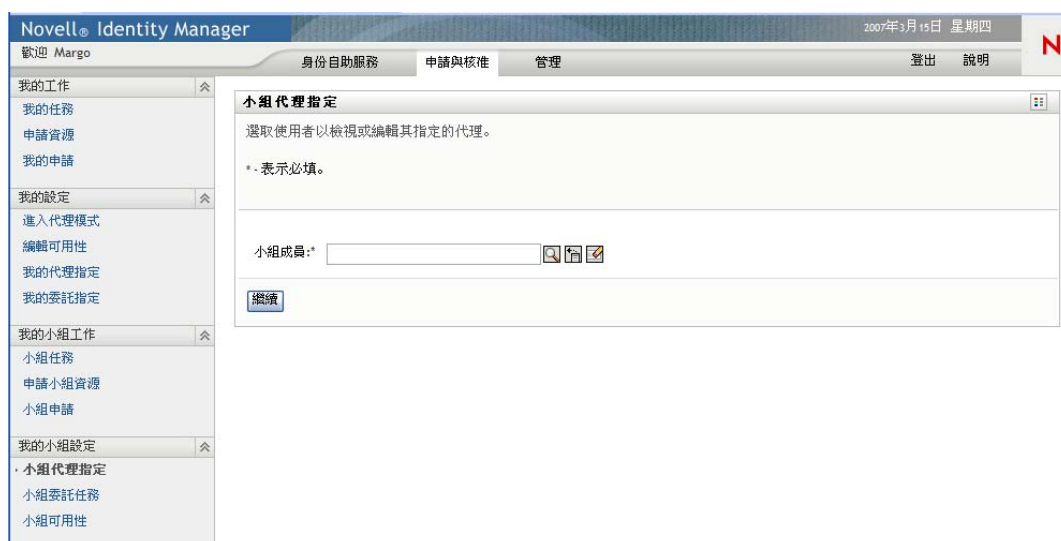 Novell® Identity Manager
2007年3月15日 星期四
歡迎 Margo
身份自助服務 申請與核准 管理 登出 說明
N
我的工作
我的任務
申請資源
我的申請
我的設定
進入代理模式
編輯可用性
我的代理指定
我的委託指定
我的小組工作
小組任務
申請小組資源
小組申請
我的小組設定
小組代理指定
小組委託任務
小組可用性
小組代理指定
選取使用者以檢視或編輯其指定的代理。
* - 表示必填。
小組成員:*
繼續